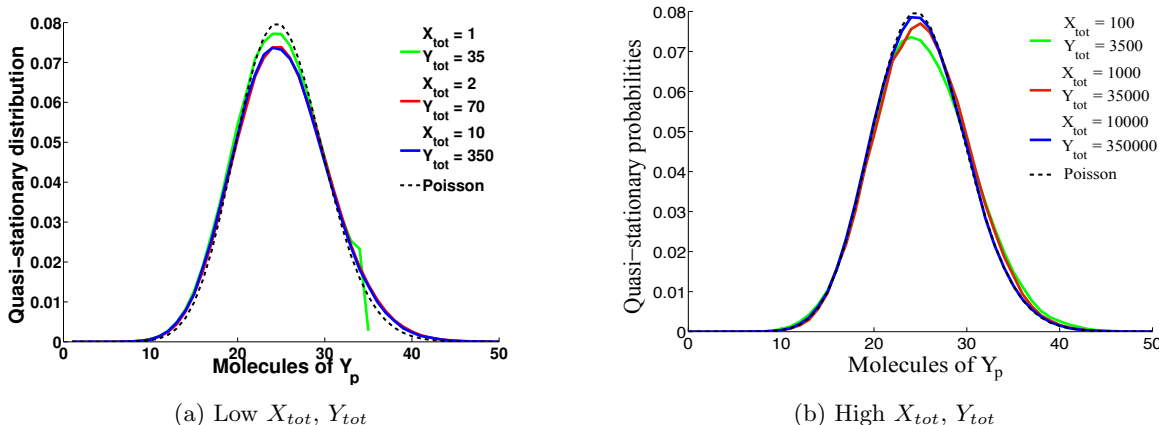 Quasi-stationary distribution
0.08
0.07
0.06
0.05
0.04
0.03
0.02
0.01
0
0 10 20 30 40 50
Molecules of Y_p
X_tot = 1
Y_tot = 35
X_tot = 2
Y_tot = 70
X_tot = 10
Y_tot = 350
Poisson
(a) Low X_tot, Y_tot
Quasi-stationary probabilities
0.08
0.07
0.06
0.05
0.04
0.03
0.02
0.01
0
0 10 20 30 40 50
Molecules of Y_p
X_tot = 100
Y_tot = 3500
X_tot = 1000
Y_tot = 35000
X_tot = 10000
Y_tot = 350000
Poisson
(b) High X_tot, Y_tot